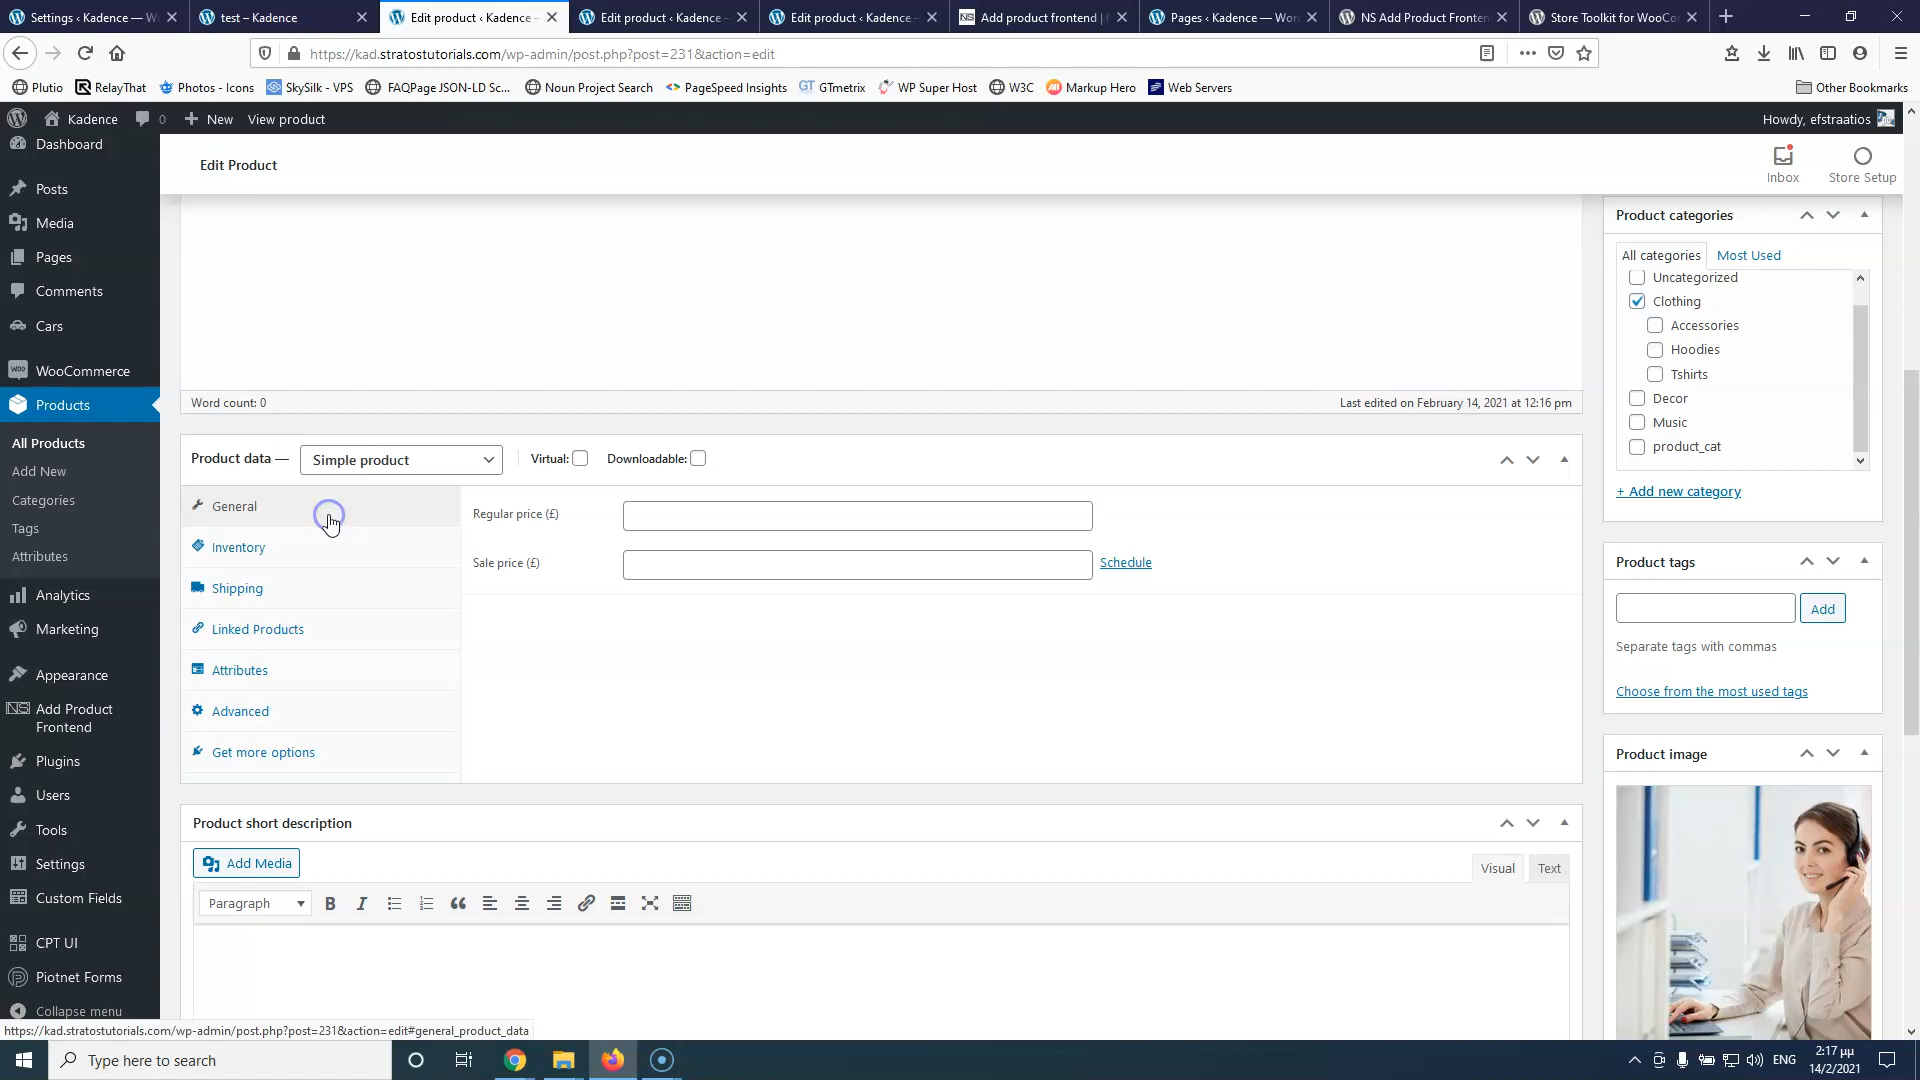 Settings ‹ Kadence — W
test – Kadence
Edit product ‹ Kadence –
Edit product ‹ Kadence –
Edit product ‹ Kadence –
Add product frontend |
Pages ‹ Kadence — Wor
NS Add Product Fronten
Store Toolkit for WooCo
https://kad.stratostutorials.com/wp-admin/post.php?post=231&action=edit
Plutio
RelayThat
Photos - Icons
SkySilk - VPS
FAQPage JSON-LD Sc...
Noun Project Search
PageSpeed Insights
GTmetrix
WP Super Host
W3C
Markup Hero
Web Servers
Other Bookmarks
Kadence
0
New
View product
Howdy, efstraatios
Dashboard
Posts
Media
Pages
Comments
Cars
WooCommerce
Products
All Products
Add New
Categories
Tags
Attributes
Analytics
Marketing
Appearance
Add Product
Frontend
Plugins
Users
Tools
Settings
Custom Fields
CPT UI
Piotnet Forms
Collapse menu
Edit Product
Inbox
Store Setup
Word count: 0
Last edited on February 14, 2021 at 12:16 pm
Product data —
Simple product
Virtual:
Downloadable:
General
Inventory
Shipping
Linked Products
Attributes
Advanced
Get more options
Regular price (£)
Sale price (£)
Schedule
Product short description
Add Media
Visual
Text
Paragraph
Product categories
All categories
Most Used
Uncategorized
Clothing
Accessories
Hoodies
Tshirts
Decor
Music
product_cat
+ Add new category
Product tags
Add
Separate tags with commas
Choose from the most used tags
Product image
https://kad.stratostutorials.com/wp-admin/post.php?post=231&action=edit#general_product_data
Type here to search
ENG
2:17 μμ
14/2/2021